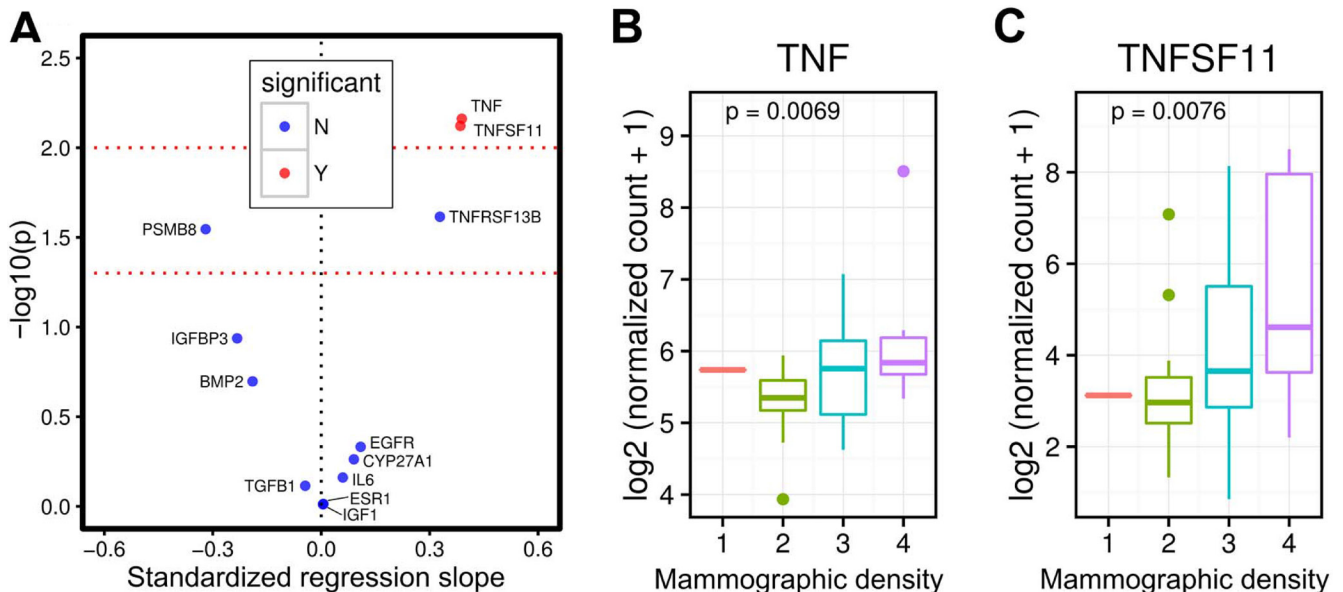 A
−log10(p)
2.5
2.0
1.5
1.0
0.5
0.0
significant
N
Y
TNF
TNFSF11
TNFRSF13B
PSMB8
IGFBP3
BMP2
EGFR
CYP27A1
IL6
TGFB1
ESR1
IGF1
−0.6 −0.3 0.0 0.3 0.6
Standardized regression slope
B
TNF
p = 0.0069
log2 (normalized count + 1)
9
8
7
6
5
4
1 2 3 4
Mammographic density
C
TNFSF11
p = 0.0076
log2 (normalized count + 1)
8
6
4
2
1 2 3 4
Mammographic density